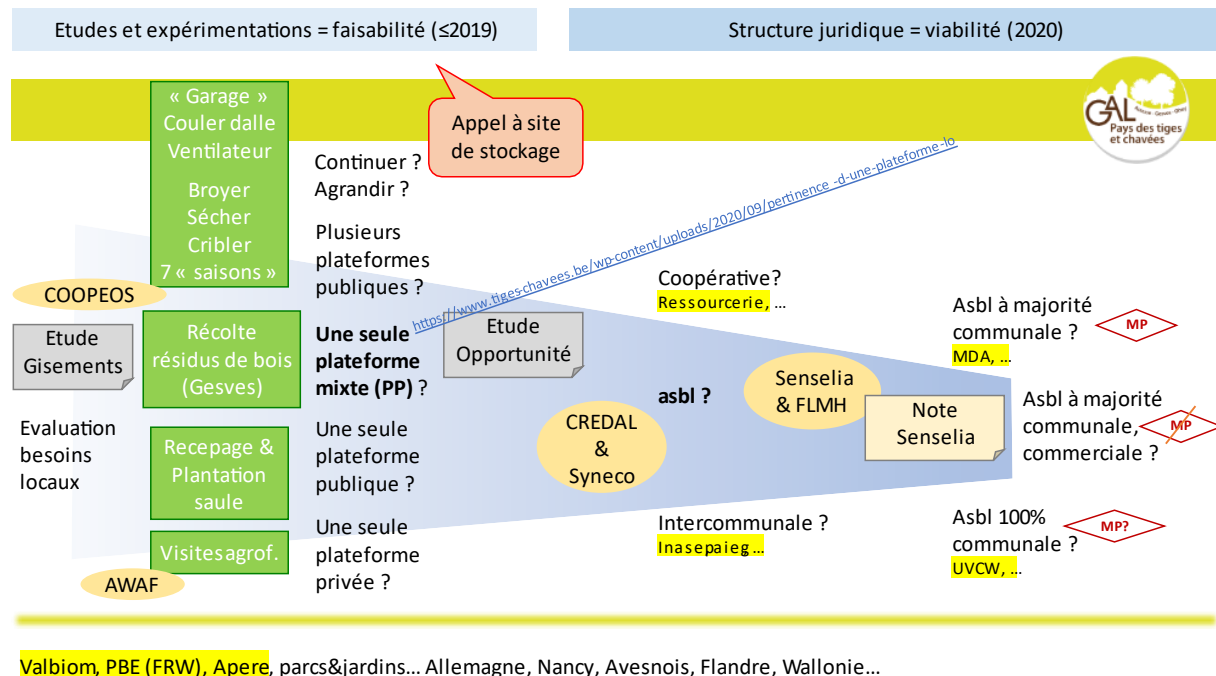 Etudes et expérimentations = faisabilité (≤2019)
Structure juridique = viabilité (2020)
« Garage »
Couler dalle
Ventilateur
Broyer
Sécher
Cribler
7 « saisons »
Appel à site
de stockage
GAL
Pays des tiges
et chavées
Continuer ?
Agrandir ?
Plusieurs
plateformes
publiques ?
https://www.tiges-chavees.be/wp-content/uploads/2020/09/pertinence -d-une-plateforme-lo
COOPEOS
Etude
Gisements
Récolte
résidus de bois
(Gesves)
Une seule
plateforme
mixte (PP) ?
Etude
Opportunité
Coopérative?
Ressourcerie, …
Asbl à majorité
communale ?
MDA, …
MP
Evaluation
besoins
locaux
Recepage &
Plantation
saule
Une seule
plateforme
publique ?
CREDAL
&
Syneco
asbl ?
Senselia
& FLMH
Note
Senselia
Asbl à majorité
communale,
commerciale ?
MP
Visites agrof.
AWAF
Une seule
plateforme
privée ?
Intercommunale ?
Inasepaieg…
Asbl 100%
communale ?
UVCW, …
MP?
Valbiom, PBE (FRW), Apere, parcs&jardins… Allemagne, Nancy, Avesnois, Flandre, Wallonie…